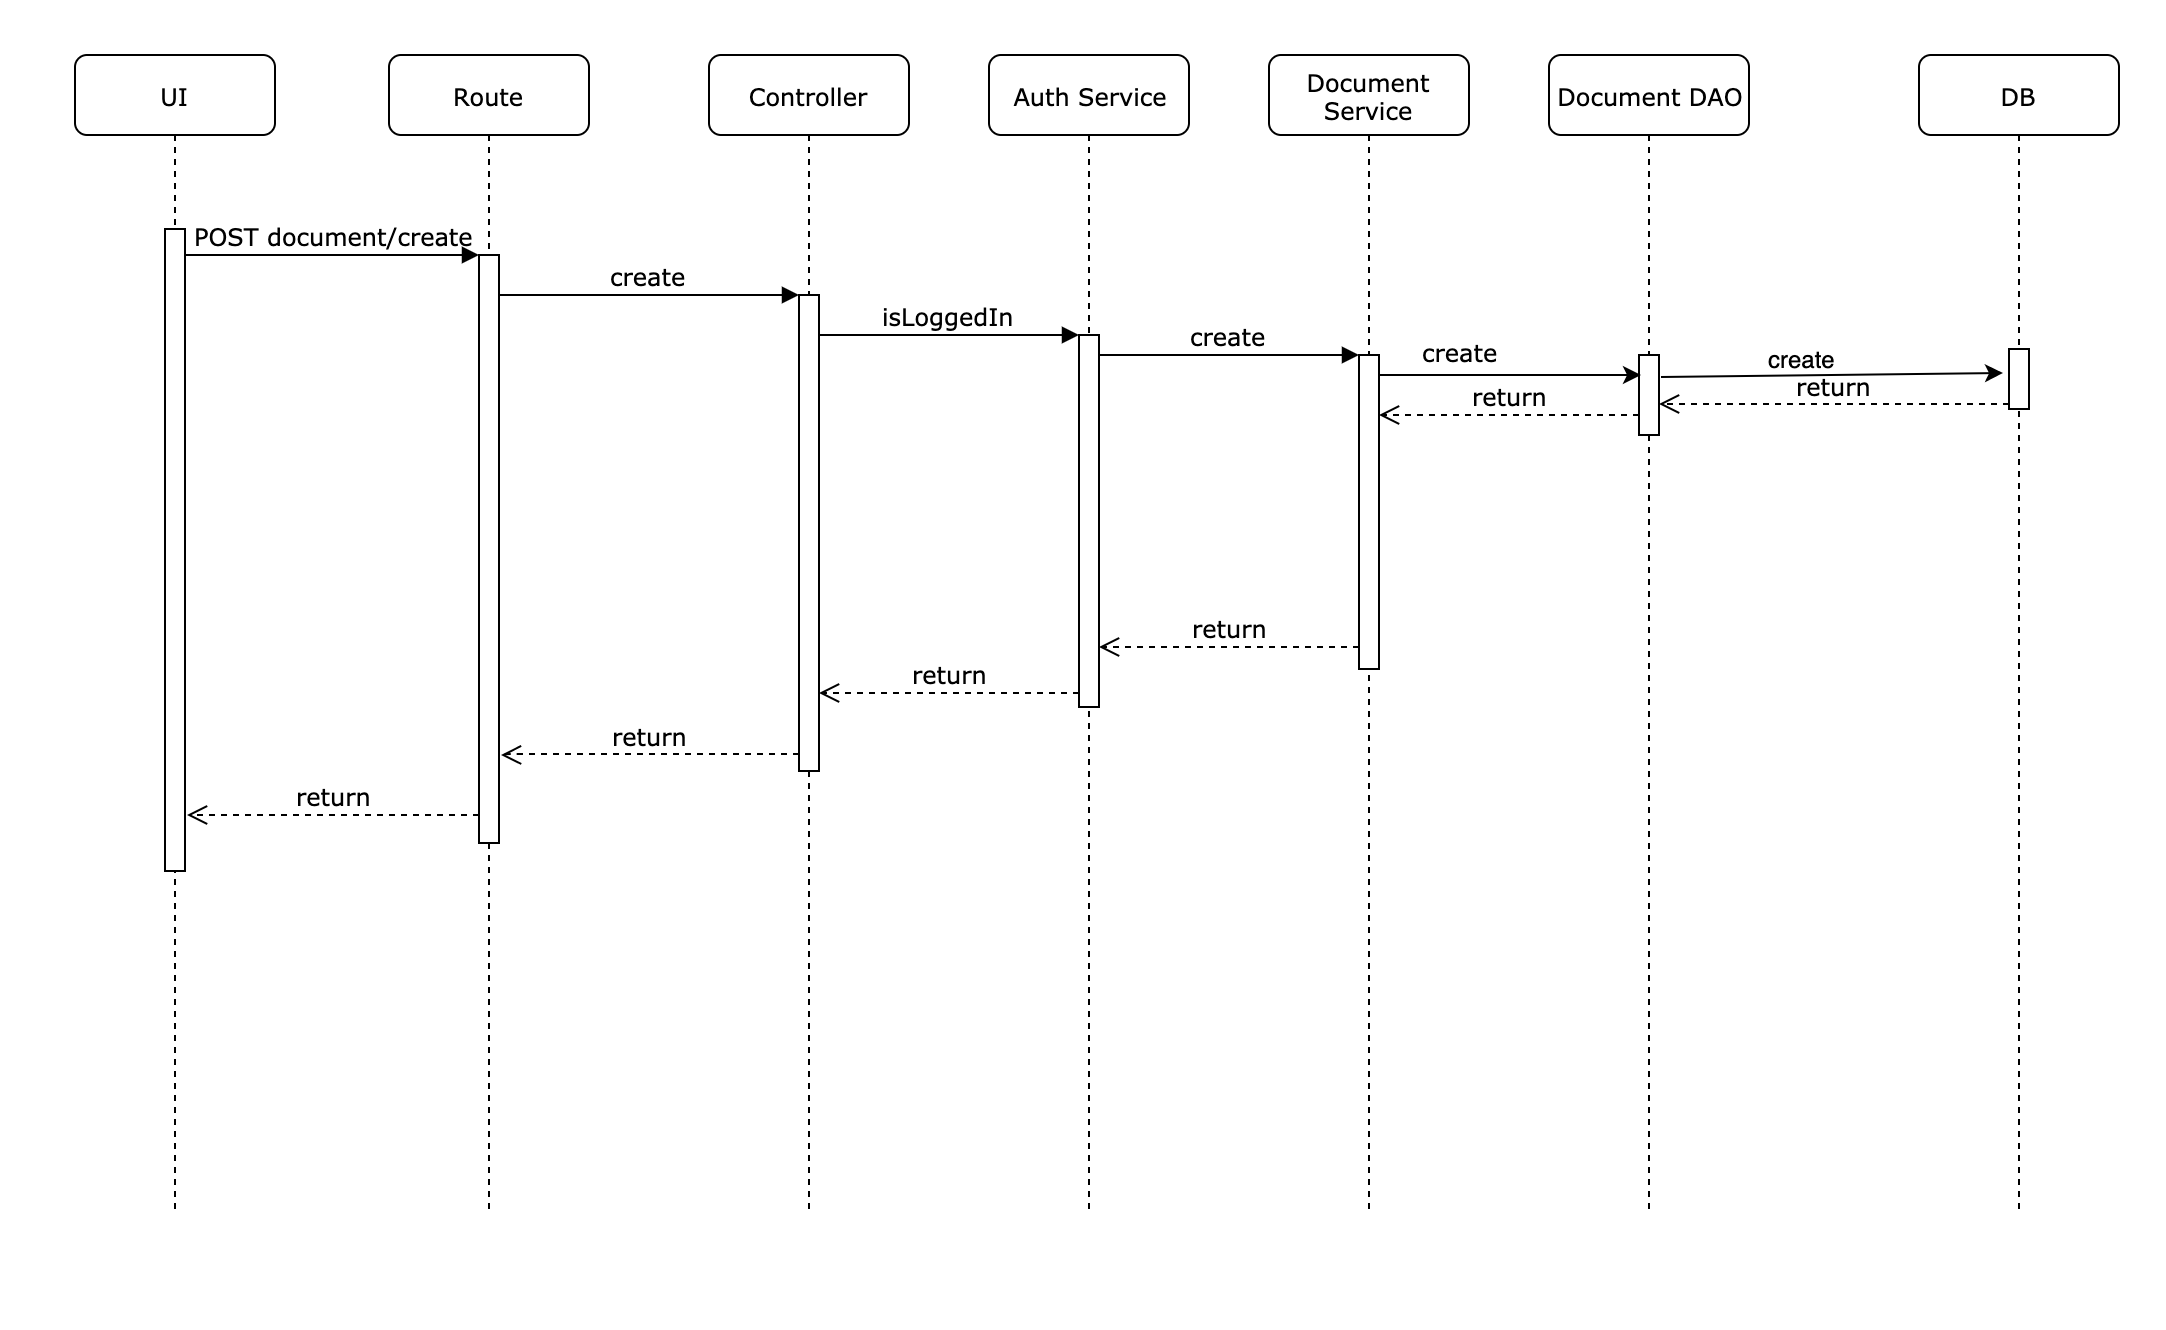 UI
Route
Controller
Auth Service
Document
Service
Document DAO
DB
POST document/create
create
isLoggedIn
create
create
create
return
return
return
return
return
return